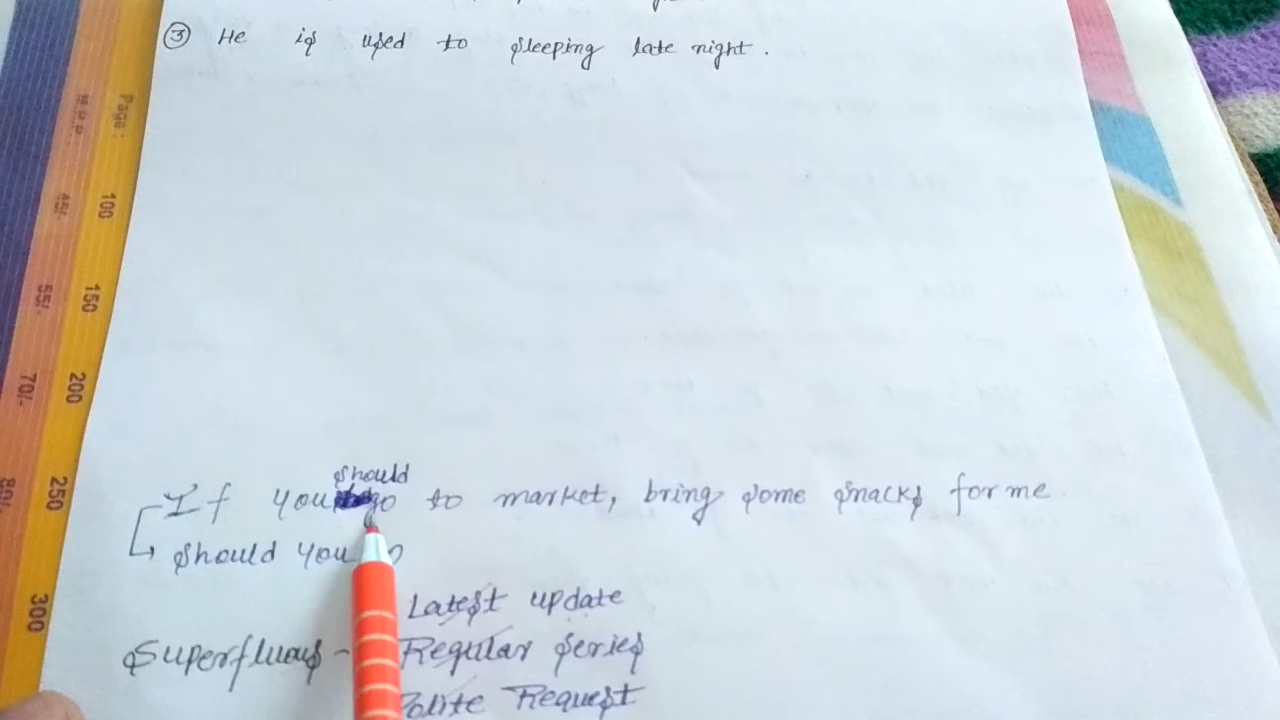 ③ He is used to sleeping late night.
Page:
100
45/-
150
55/-
200
70/-
250
300
should
If you go to market, bring some snacks for me.
should you
Latest update
Superfluous - Regular series
Polite Request